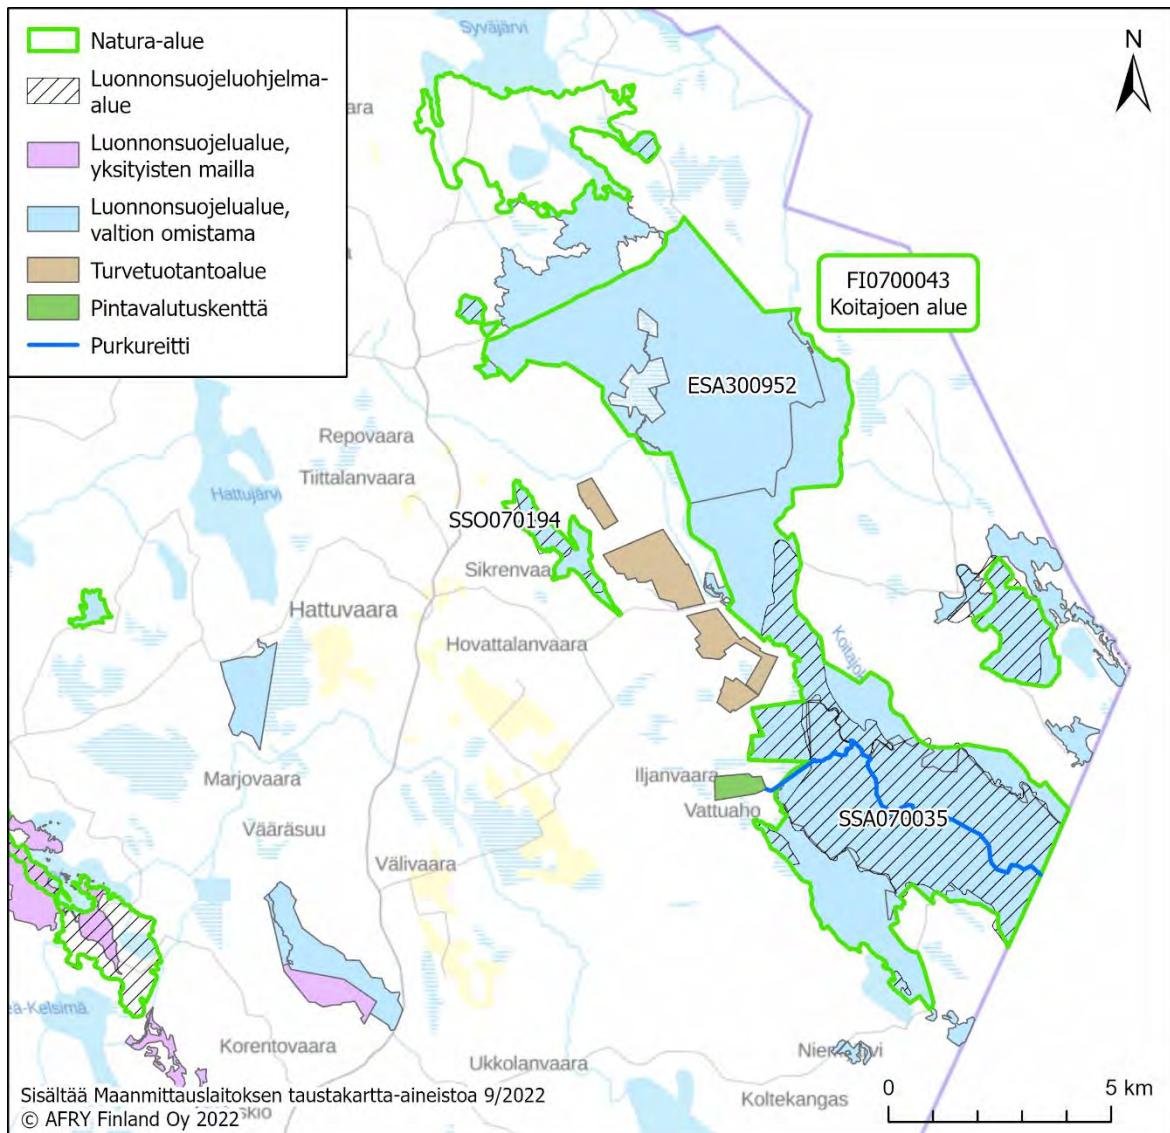 Natura-alue
Luonnonsuojeluohjelma-
alue
Luonnonsuojelualue,
yksityisten mailla
Luonnonsuojelualue,
valtion omistama
Turvetuotantoalue
Pintavalutuskenttä
Purkureitti
Syväjärvi
N
FI0700043
Koitajoen alue
ESA300952
Repovaara
Tiittalanvaara
Hattujärvi
SSO070194
Hattuvaara
Hovattalanvaara
Iljanvaara
Vattuaho
SSA070035
Marjovaara
Vääräsuu
Välivaara
Korentovaara
Ukkolanvaara
Koltekangas
0
5 km
Sisältää Maanmittauslaitoksen taustakartta-aineistoa 9/2022
© AFRY Finland Oy 2022